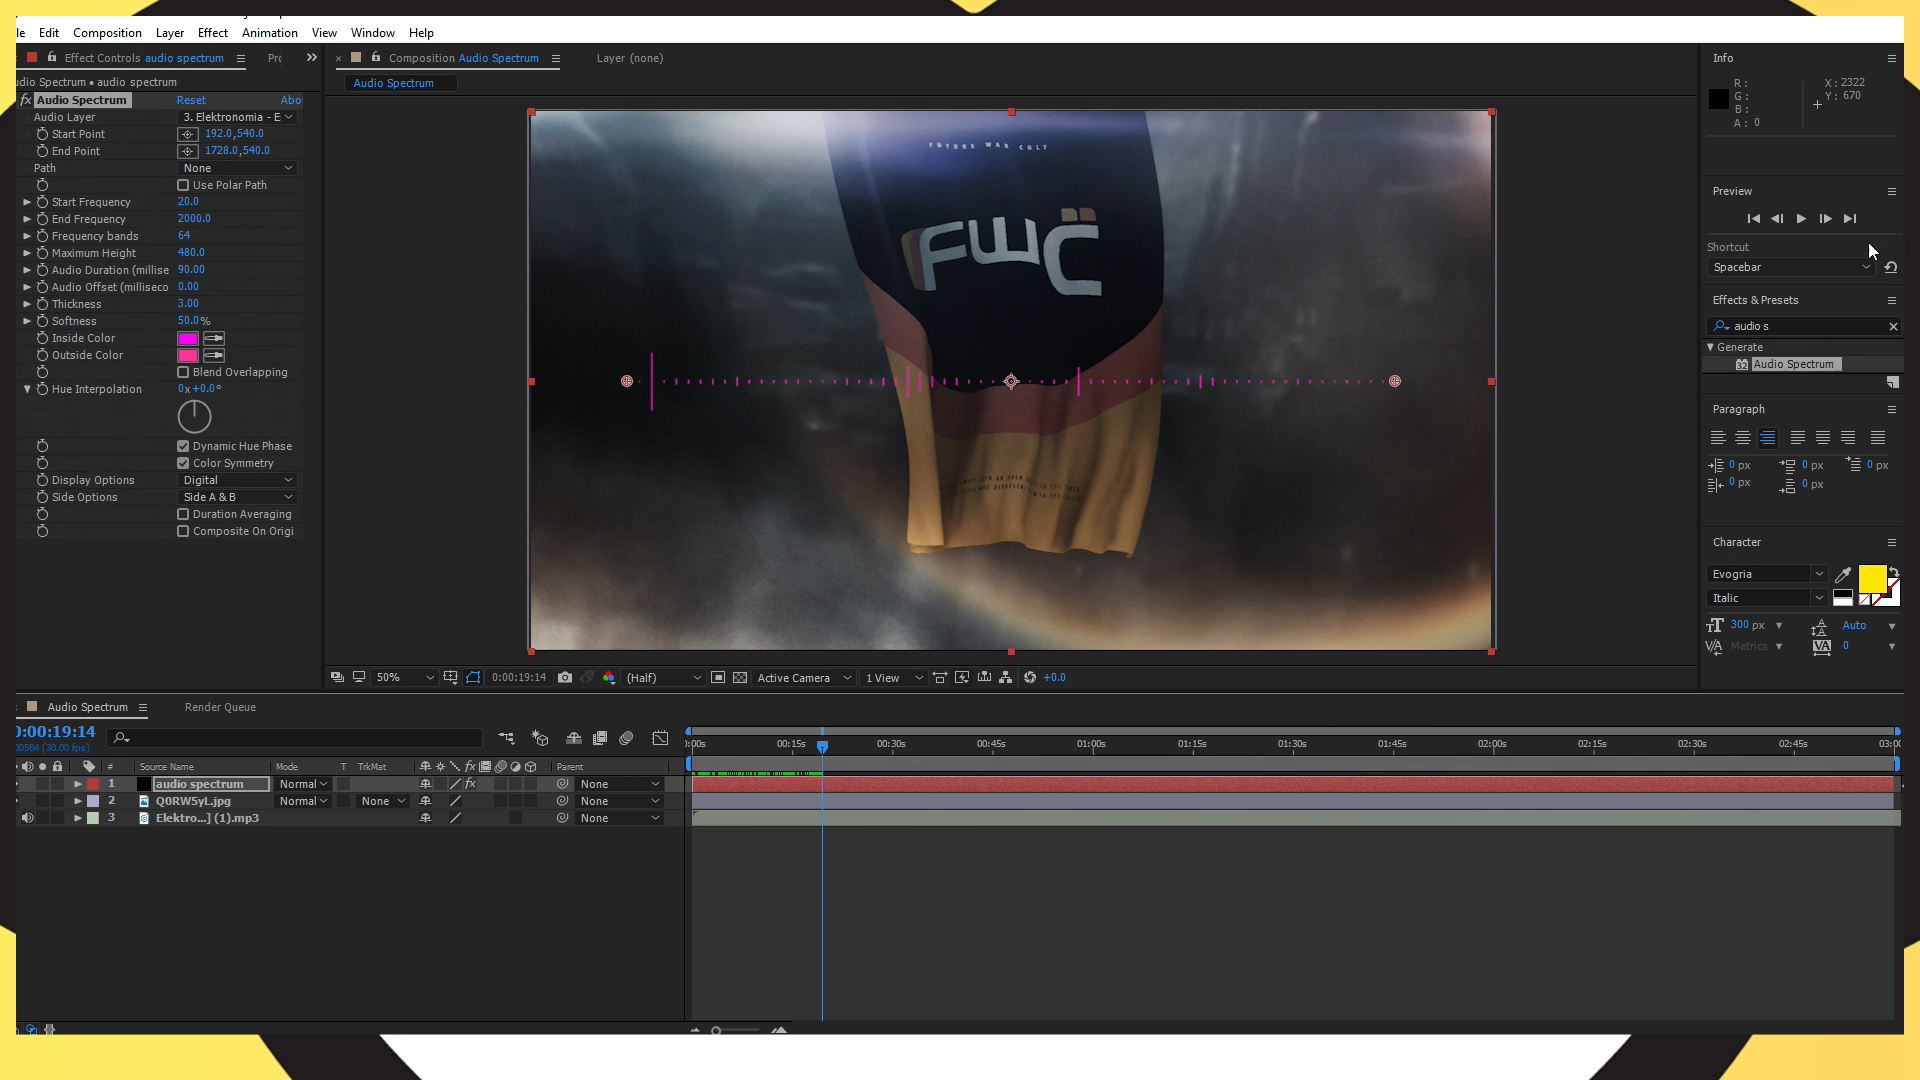 Edit Composition Layer Effect Animation View Window Help
Effect Controls audio spectrum
Composition Audio Spectrum
Layer (none)
Info
Audio Spectrum
audio spectrum
Audio Spectrum
Reset
Abo
Audio Layer 3. Elektronomia - E
Start Point 192.0,540.0
End Point 1728.0,540.0
Path None
Use Polar Path
Start Frequency 20.0
End Frequency 2000.0
Frequency bands 64
Maximum Height 480.0
Audio Duration (millise 90.00
Audio Offset (milliseco 0.00
Thickness 3.00
Softness 50.0%
Inside Color
Outside Color
Blend Overlapping
Hue Interpolation 0x+0.0°
Dynamic Hue Phase
Color Symmetry
Display Options Digital
Side Options Side A & B
Duration Averaging
Composite On Origi
FUTURE WAR CULT
FWC
50%
0:00:19:14
(Half)
Active Camera
1 View
+0.0
R :
G :
B :
A : 0
X : 2322
Y : 670
Preview
Shortcut
Spacebar
Effects & Presets
audio s
Generate
32 Audio Spectrum
Paragraph
0 px 0 px 0 px
0 px 0 px
Character
Evogria
Italic
300 px Auto
Metrics 0
Audio Spectrum
Render Queue
0:00:19:14
00584 (30.00 fps)
# Source Name Mode T TrkMat Parent
1 audio spectrum Normal None
2 Q0RW5yL.jpg Normal None None
3 Elektro...] (1).mp3 None
:00s 00:15s 00:30s 00:45s 01:00s 01:15s 01:30s 01:45s 02:00s 02:15s 02:30s 02:45s 03:00